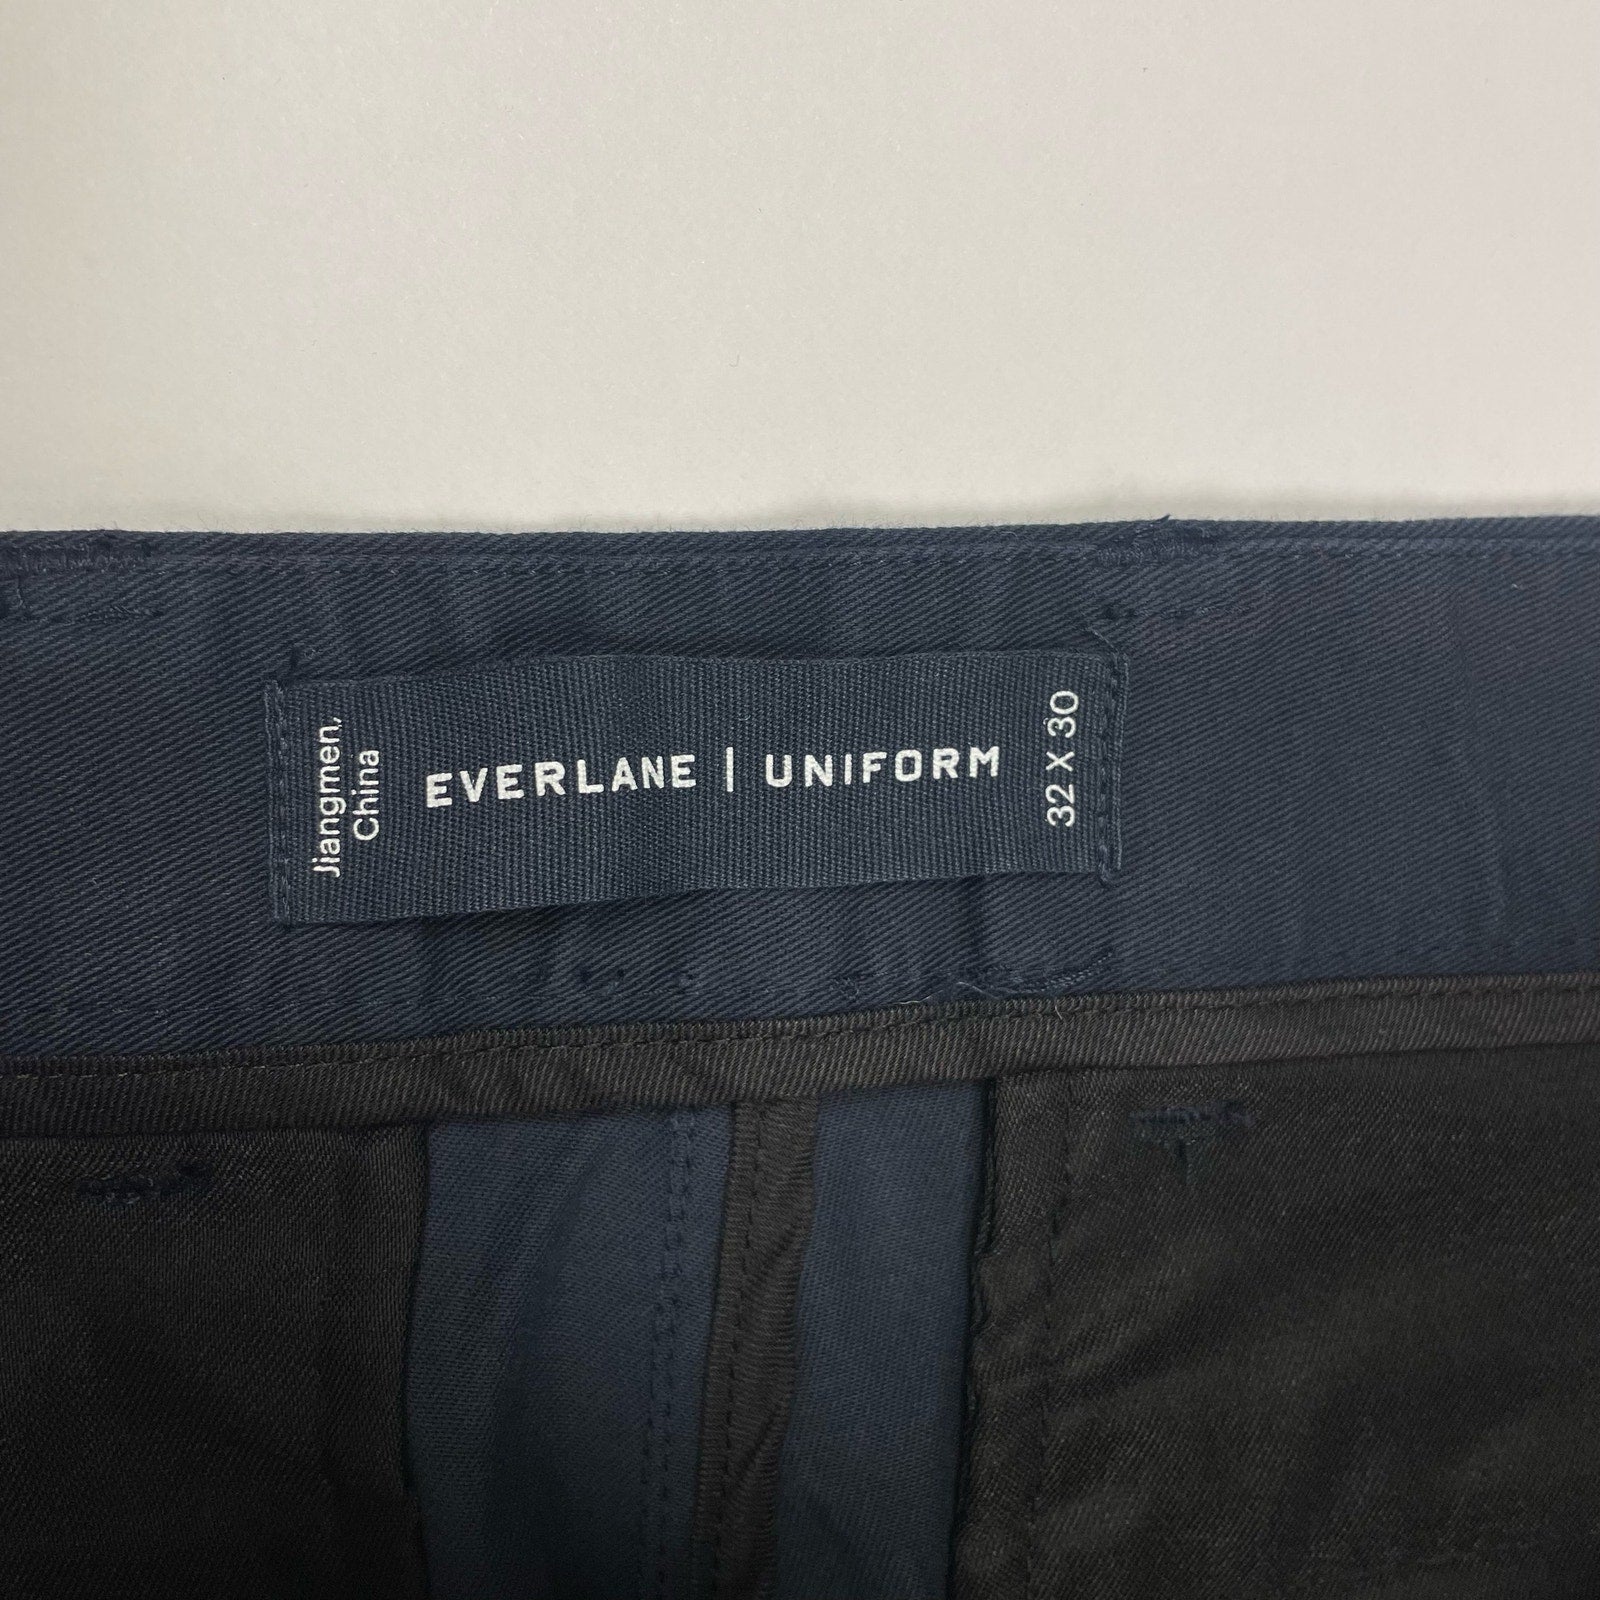 Jiangmen,
China
EVERLANE | UNIFORM
32 X 30